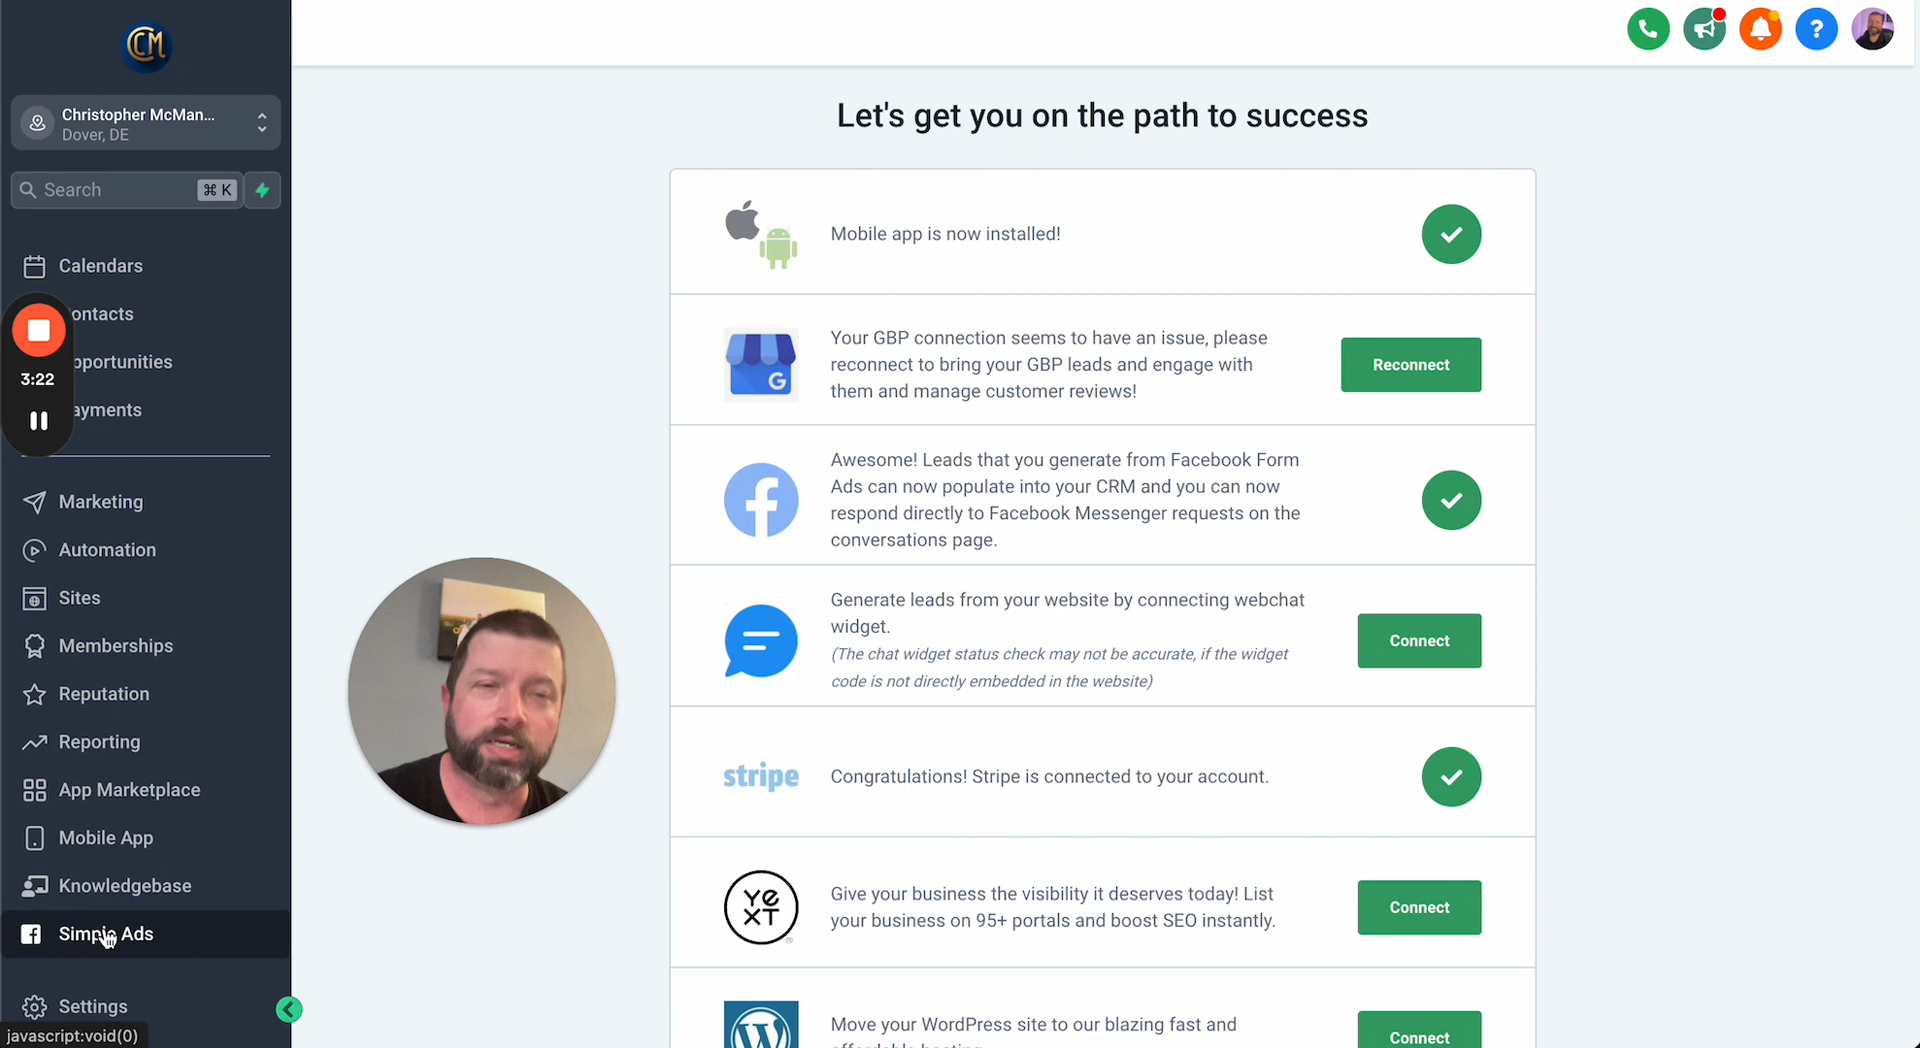 CM
Christopher McMan...
Dover, DE
Search
⌘ K
Calendars
ontacts
pportunities
ayments
3:22
Marketing
Automation
Sites
Memberships
Reputation
Reporting
App Marketplace
Mobile App
Knowledgebase
Simple Ads
Settings
javascript:void(0)
?
Let's get you on the path to success
Mobile app is now installed!
G
Your GBP connection seems to have an issue, please
reconnect to bring your GBP leads and engage with
them and manage customer reviews!
Reconnect
Awesome! Leads that you generate from Facebook Form
Ads can now populate into your CRM and you can now
respond directly to Facebook Messenger requests on the
conversations page.
Generate leads from your website by connecting webchat
widget.
(The chat widget status check may not be accurate, if the widget
code is not directly embedded in the website)
Connect
stripe
Congratulations! Stripe is connected to your account.
YeXT
Give your business the visibility it deserves today! List
your business on 95+ portals and boost SEO instantly.
Connect
Move your WordPress site to our blazing fast and
Connect